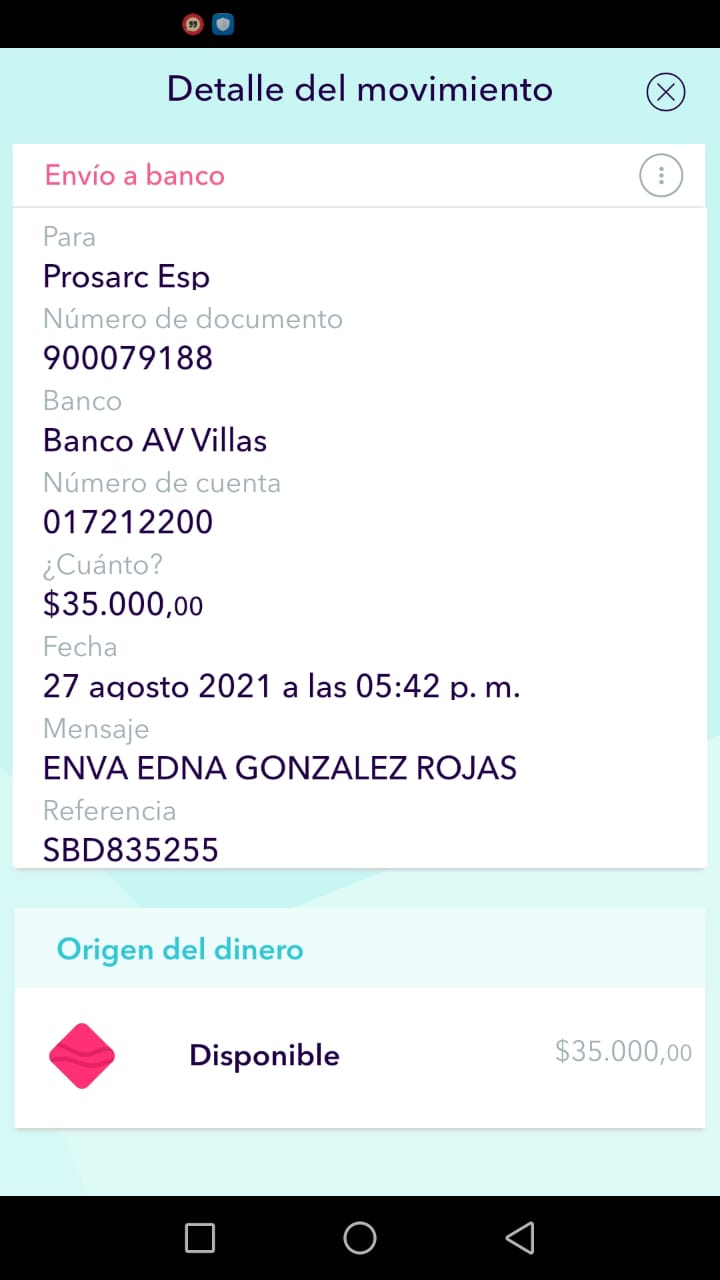 Detalle del movimiento
Envío a banco
Para
Prosarc Esp
Número de documento
900079188
Banco
Banco AV Villas
Número de cuenta
017212200
¿Cuánto?
$35.000,00
Fecha
27 agosto 2021 a las 05:42 p. m.
Mensaje
ENVA EDNA GONZALEZ ROJAS
Referencia
SBD835255
Origen del dinero
Disponible $35.000,00